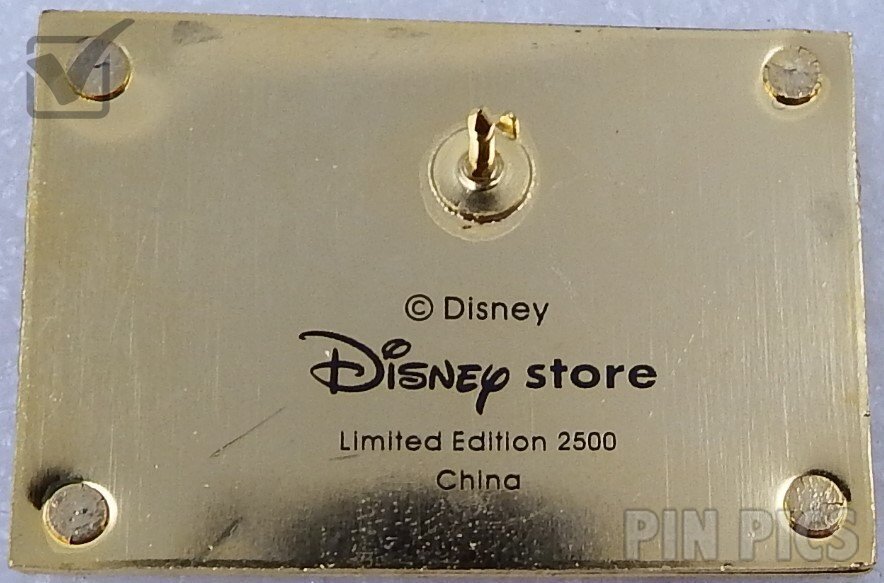 © Disney
Disney store
Limited Edition 2500
China
PIN PICS